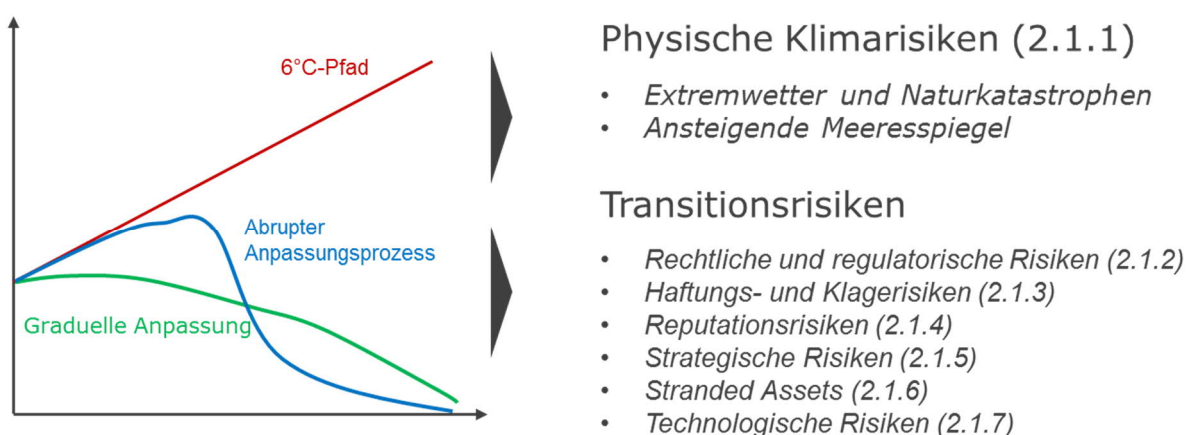 6°C-Pfad
Abrupter
Anpassungsprozess
Graduelle Anpassung
Physische Klimarisiken (2.1.1)
• Extremwetter und Naturkatastrophen
• Ansteigende Meeresspiegel
Transitionsrisiken
• Rechtliche und regulatorische Risiken (2.1.2)
• Haftungs- und Klagerisiken (2.1.3)
• Reputationsrisiken (2.1.4)
• Strategische Risiken (2.1.5)
• Stranded Assets (2.1.6)
• Technologische Risiken (2.1.7)